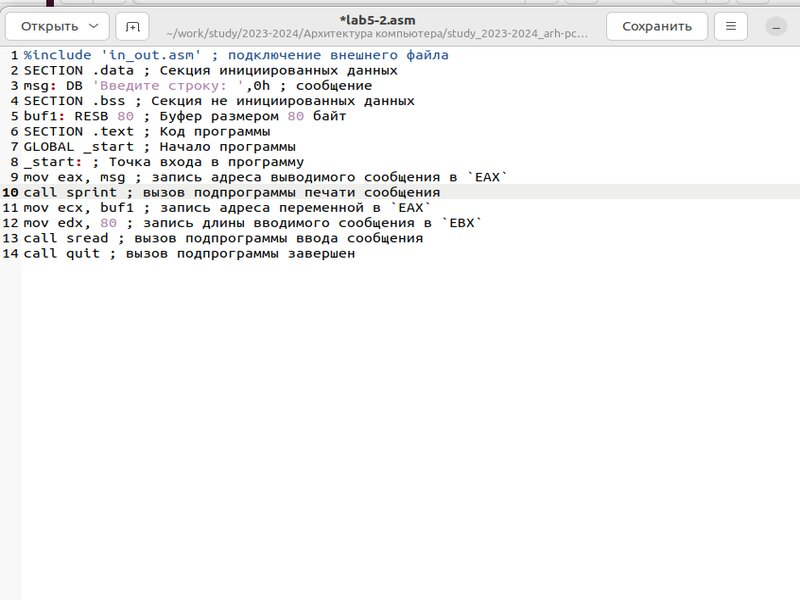 Открыть
*lab5-2.asm
~/work/study/2023-2024/Архитектура компьютера/study_2023-2024_arh-pc...
Сохранить
1 %include 'in_out.asm' ; подключение внешнего файла
2 SECTION .data ; Секция инициированных данных
3 msg: DB 'Введите строку: ',0h ; сообщение
4 SECTION .bss ; Секция не инициированных данных
5 buf1: RESB 80 ; Буфер размером 80 байт
6 SECTION .text ; Код программы
7 GLOBAL _start ; Начало программы
8 _start: ; Точка входа в программу
9 mov eax, msg ; запись адреса выводимого сообщения в `EAX`
10 call sprint ; вызов подпрограммы печати сообщения
11 mov ecx, buf1 ; запись адреса переменной в `EAX`
12 mov edx, 80 ; запись длины вводимого сообщения в `EBX`
13 call sread ; вызов подпрограммы ввода сообщения
14 call quit ; вызов подпрограммы завершен